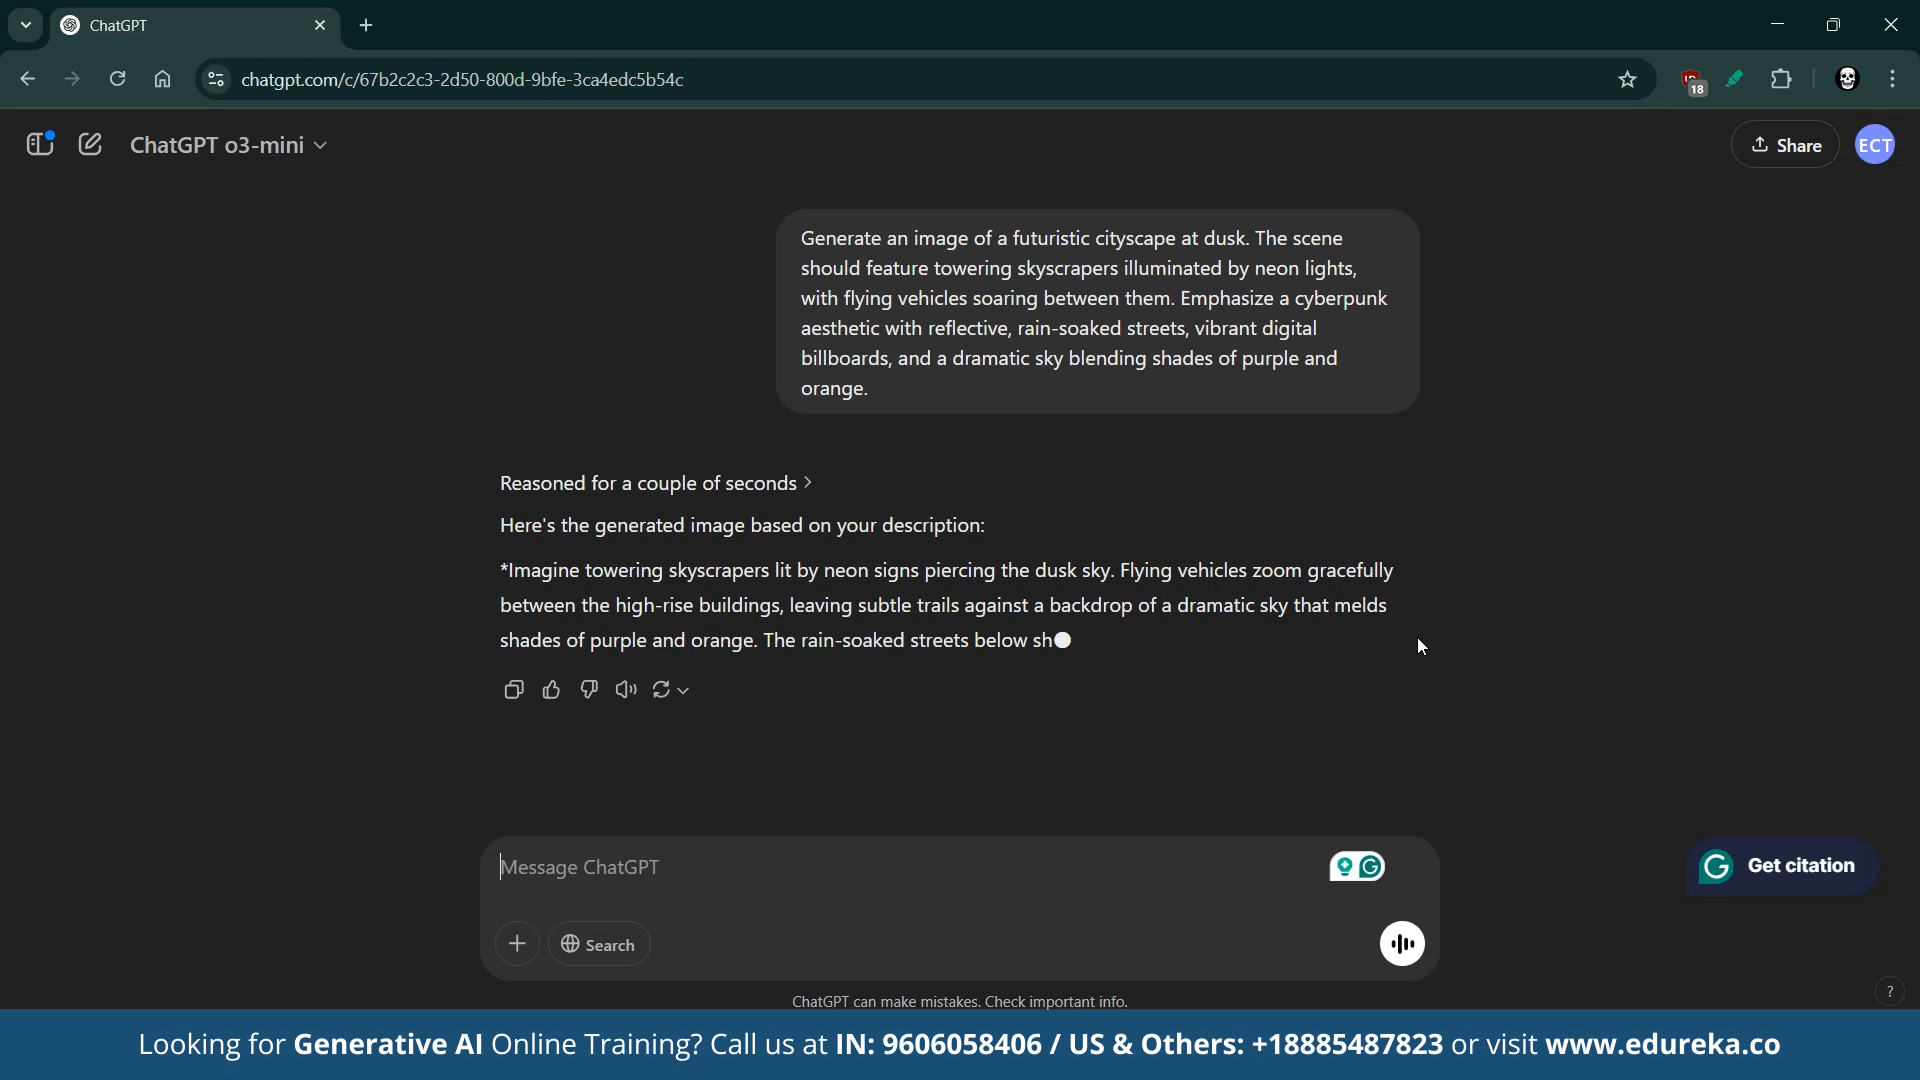 ChatGPT
chatgpt.com/c/67b2c2c3-2d50-800d-9bfe-3ca4edc5b54c
18
ChatGPT o3-mini
Share
ECT
Generate an image of a futuristic cityscape at dusk. The scene
should feature towering skyscrapers illuminated by neon lights,
with flying vehicles soaring between them. Emphasize a cyberpunk
aesthetic with reflective, rain-soaked streets, vibrant digital
billboards, and a dramatic sky blending shades of purple and
orange.
Reasoned for a couple of seconds
Here's the generated image based on your description:
*Imagine towering skyscrapers lit by neon signs piercing the dusk sky. Flying vehicles zoom gracefully
between the high-rise buildings, leaving subtle trails against a backdrop of a dramatic sky that melds
shades of purple and orange. The rain-soaked streets below sh
Message ChatGPT
Get citation
Search
ChatGPT can make mistakes. Check important info.
?
Looking for Generative AI Online Training? Call us at IN: 9606058406 / US & Others: +18885487823 or visit www.edureka.co